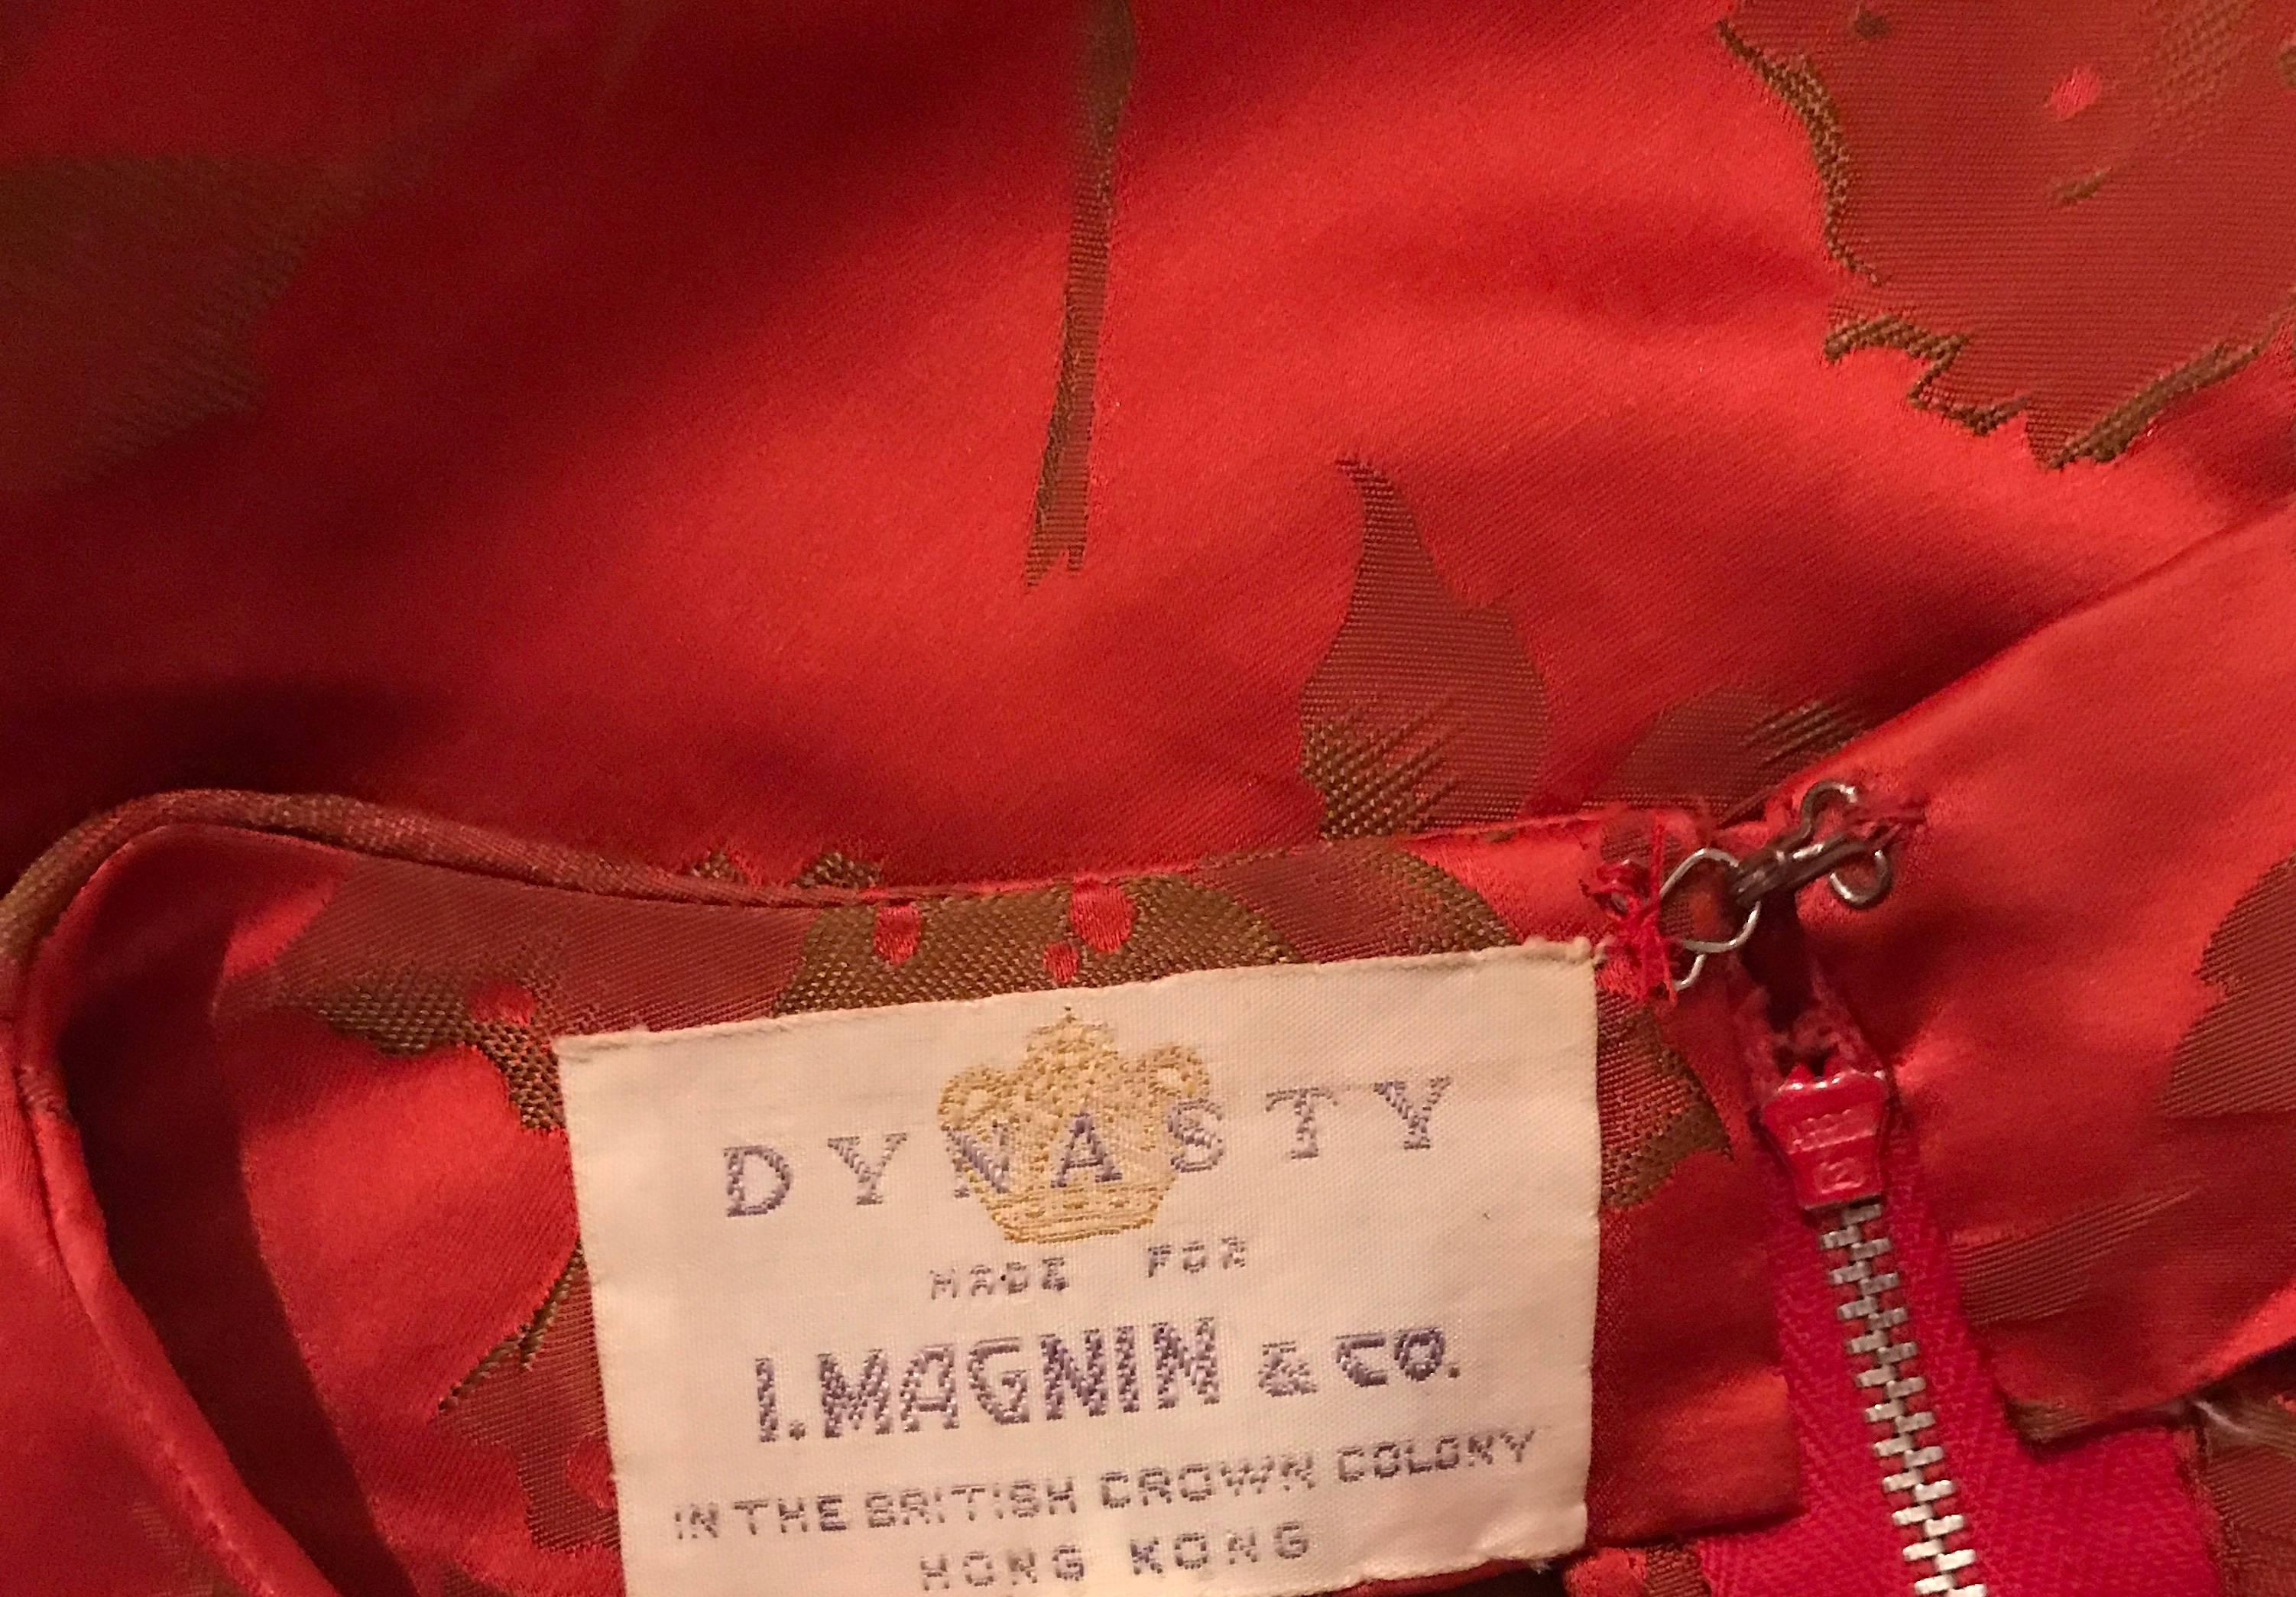 DYNASTY
MADE FOR
I. MAGNIN & CO.
IN THE BRITISH CROWN COLONY
HONG KONG